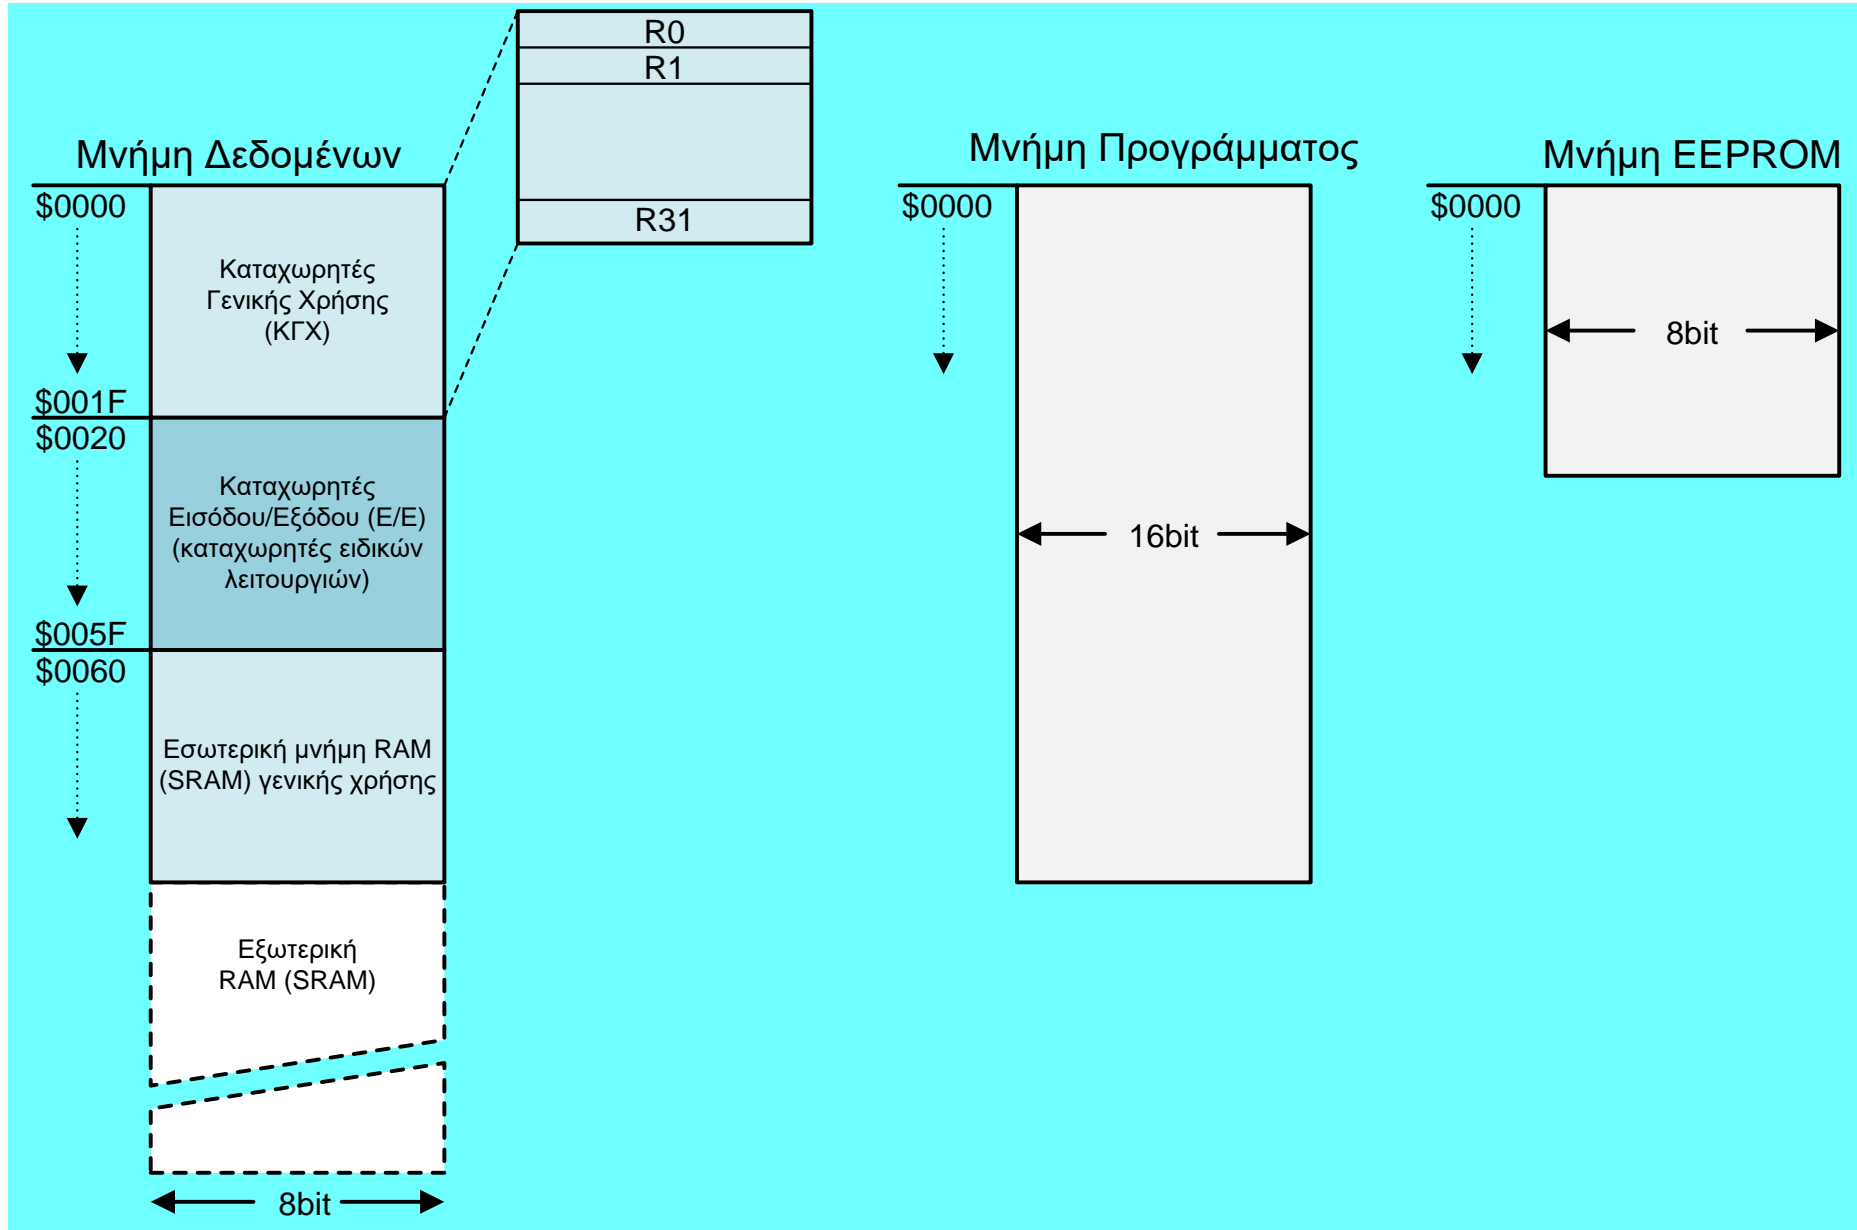 R0
R1
R31
Μνήμη Δεδομένων
$0000
Καταχωρητές
Γενικής Χρήσης
(ΚΓΧ)
$001F
$0020
Καταχωρητές
Εισόδου/Εξόδου (Ε/Ε)
(καταχωρητές ειδικών
λειτουργιών)
$005F
$0060
Εσωτερική μνήμη RAM
(SRAM) γενικής χρήσης
Εξωτερική
RAM (SRAM)
8bit
Μνήμη Προγράμματος
$0000
16bit
Μνήμη EEPROM
$0000
8bit